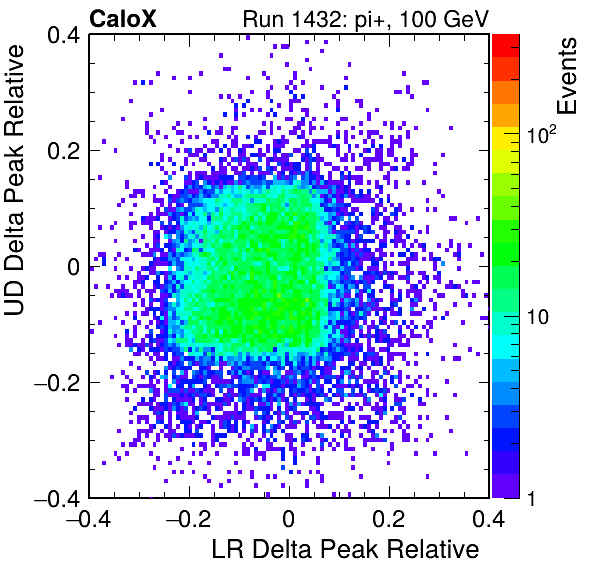 CaloX Run 1432: pi+, 100 GeV
UD Delta Peak Relative
0.4
0.2
0
−0.2
−0.4
−0.4 −0.2 0 0.2 0.4
LR Delta Peak Relative
Events
10²
10
1